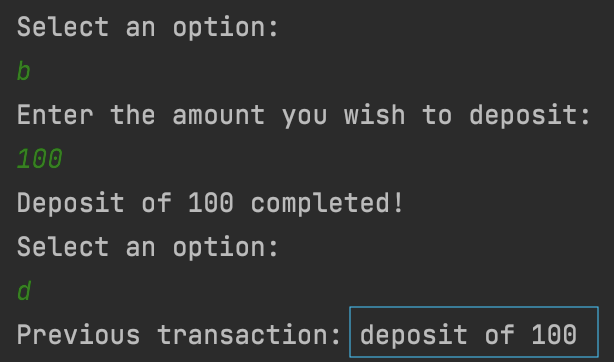 Select an option:
b
Enter the amount you wish to deposit:
100
Deposit of 100 completed!
Select an option:
d
Previous transaction: deposit of 100